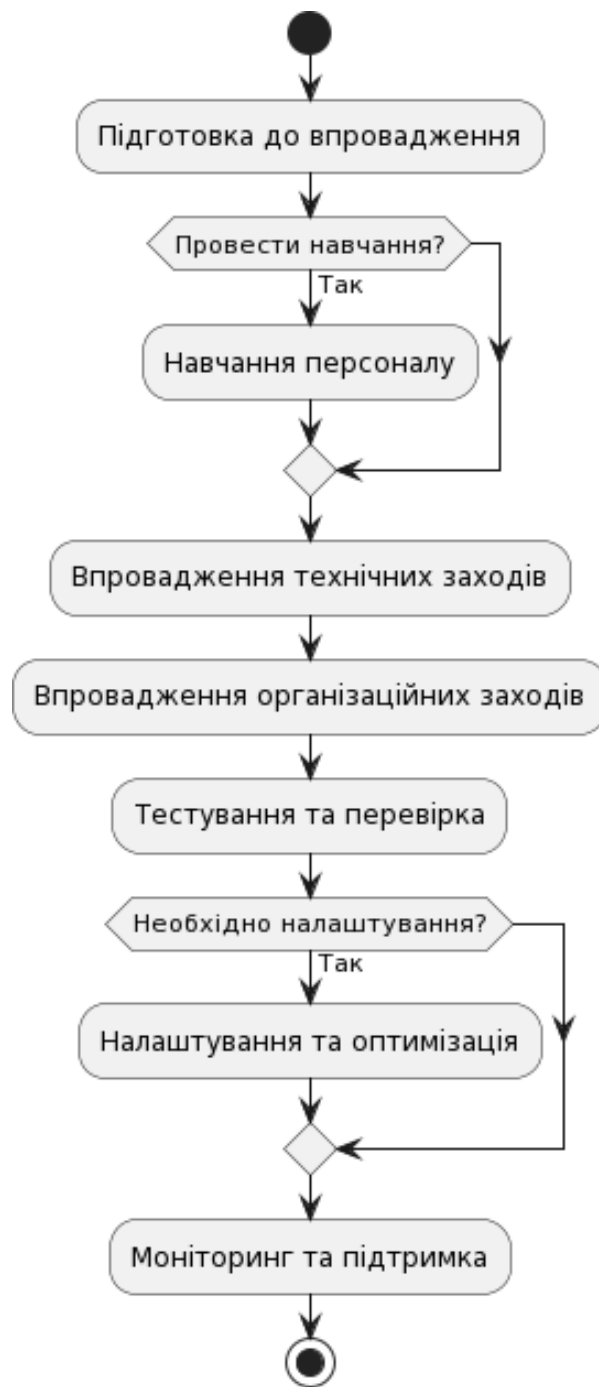 Підготовка до впровадження
Провести навчання?
Так
Навчання персоналу
Впровадження технічних заходів
Впровадження організаційних заходів
Тестування та перевірка
Необхідно налаштування?
Так
Налаштування та оптимізація
Моніторинг та підтримка